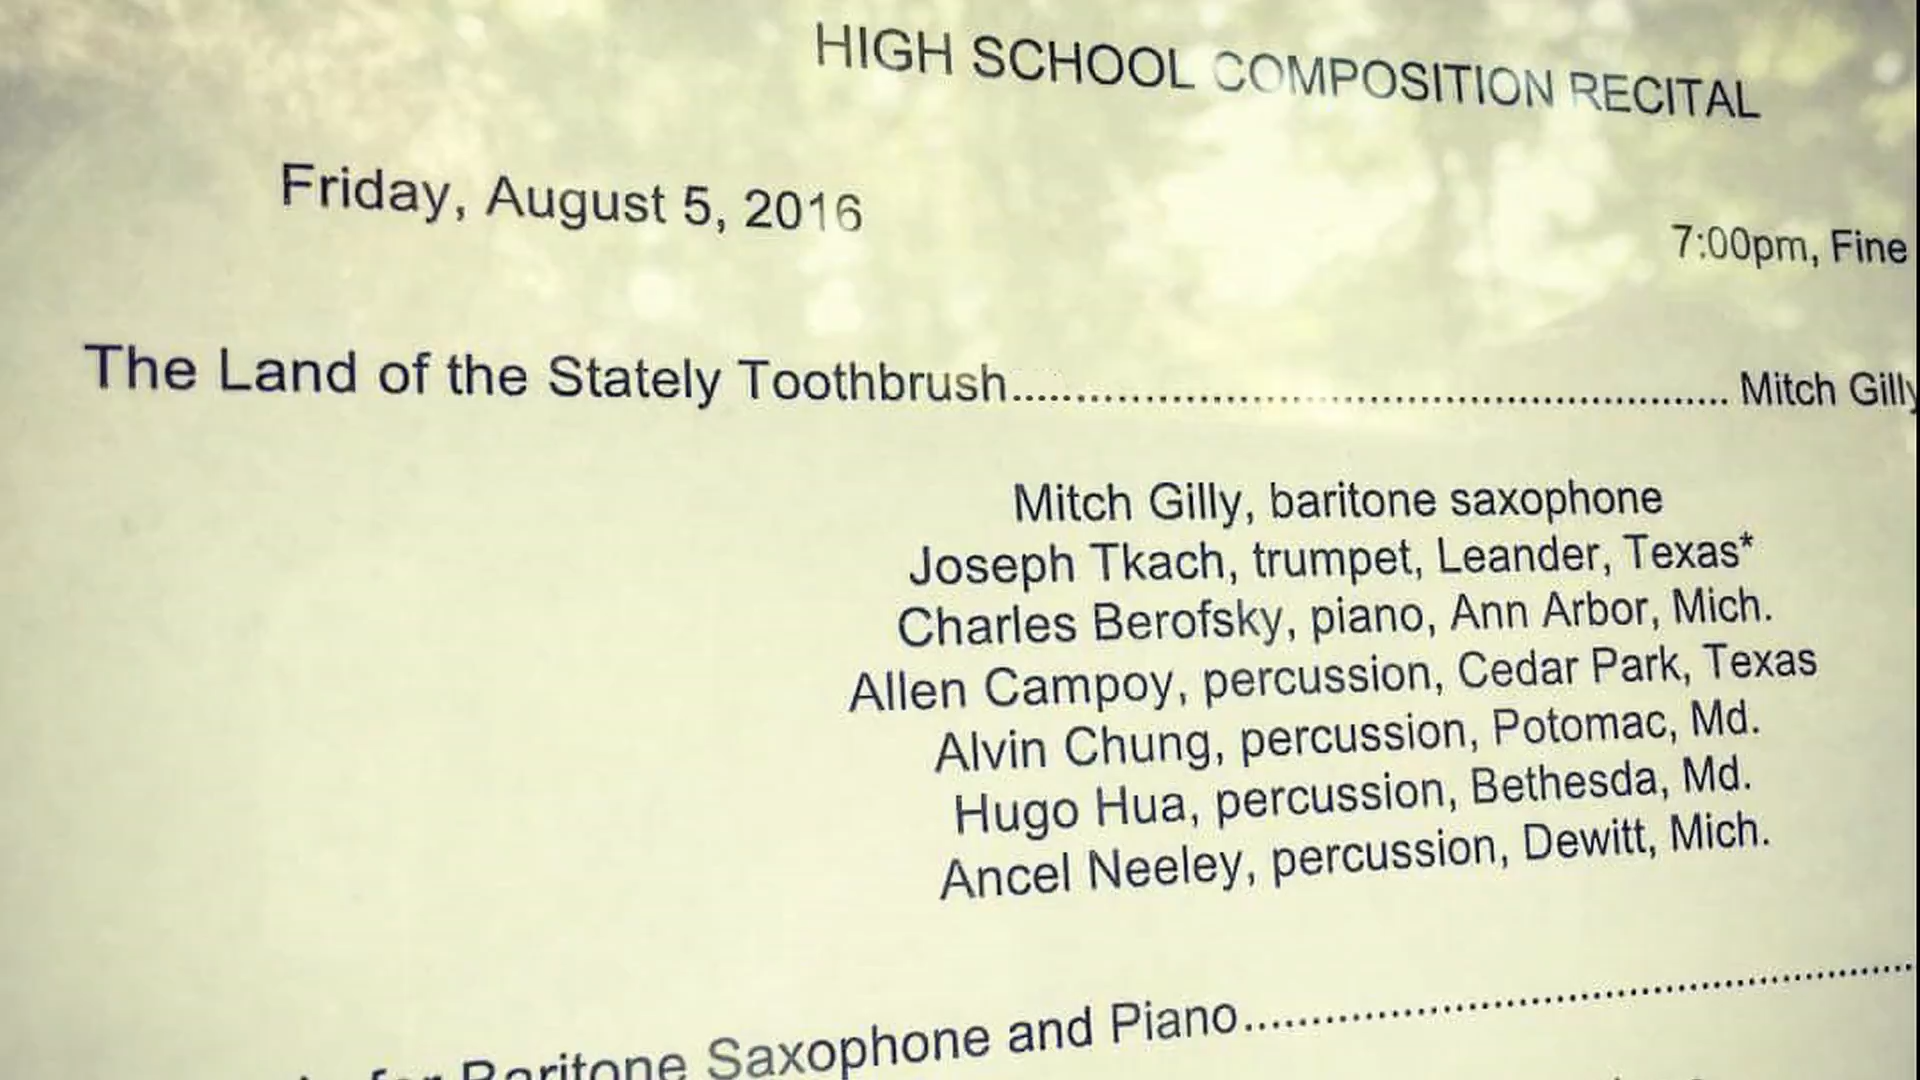 HIGH SCHOOL COMPOSITION RECITAL
Friday, August 5, 2016
7:00pm, Fine
The Land of the Stately Toothbrush............................................................ Mitch Gilly
Mitch Gilly, baritone saxophone
Joseph Tkach, trumpet, Leander, Texas*
Charles Berofsky, piano, Ann Arbor, Mich.
Allen Campoy, percussion, Cedar Park, Texas
Alvin Chung, percussion, Potomac, Md.
Hugo Hua, percussion, Bethesda, Md.
Ancel Neeley, percussion, Dewitt, Mich.
for Baritone Saxophone and Piano..................................................